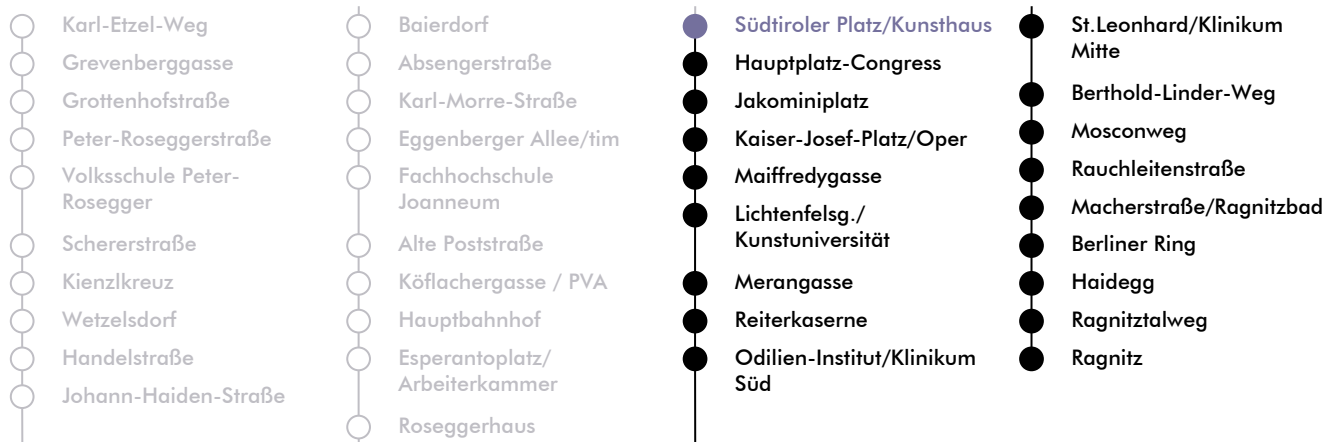 Karl-Etzel-Weg
Grevenberggasse
Grottenhofstraße
Peter-Roseggerstraße
Volksschule Peter-
Rosegger
Schererstraße
Kienzlkreuz
Wetzelsdorf
Handelstraße
Johann-Haiden-Straße
Baierdorf
Absengerstraße
Karl-Morre-Straße
Eggenberger Allee/tim
Fachhochschule
Joanneum
Alte Poststraße
Köflachergasse / PVA
Hauptbahnhof
Esperantoplatz/
Arbeiterkammer
Roseggerhaus
Südtiroler Platz/Kunsthaus
Hauptplatz-Congress
Jakominiplatz
Kaiser-Josef-Platz/Oper
Maiffredygasse
Lichtenfelsg./
Kunstuniversität
Merangasse
Reiterkaserne
Odilien-Institut/Klinikum
Süd
St.Leonhard/Klinikum
Mitte
Berthold-Linder-Weg
Mosconweg
Rauchleitenstraße
Macherstraße/Ragnitzbad
Berliner Ring
Haidegg
Ragnitztalweg
Ragnitz